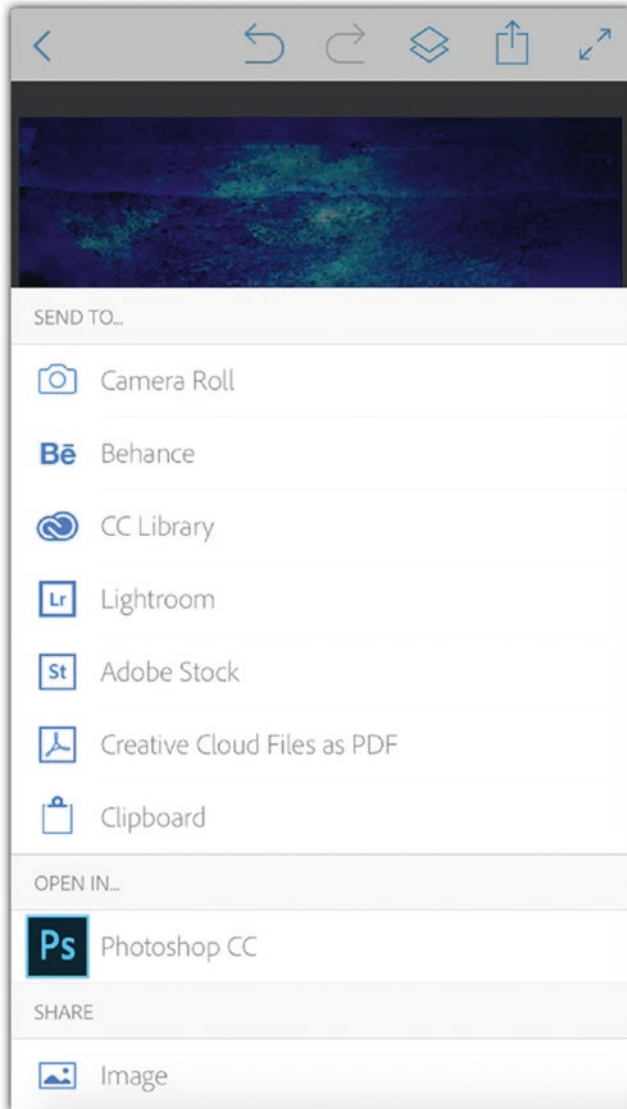 SEND TO...
Camera Roll
Bē Behance
CC Library
Lr Lightroom
St Adobe Stock
Creative Cloud Files as PDF
Clipboard
OPEN IN...
Ps Photoshop CC
SHARE
Image